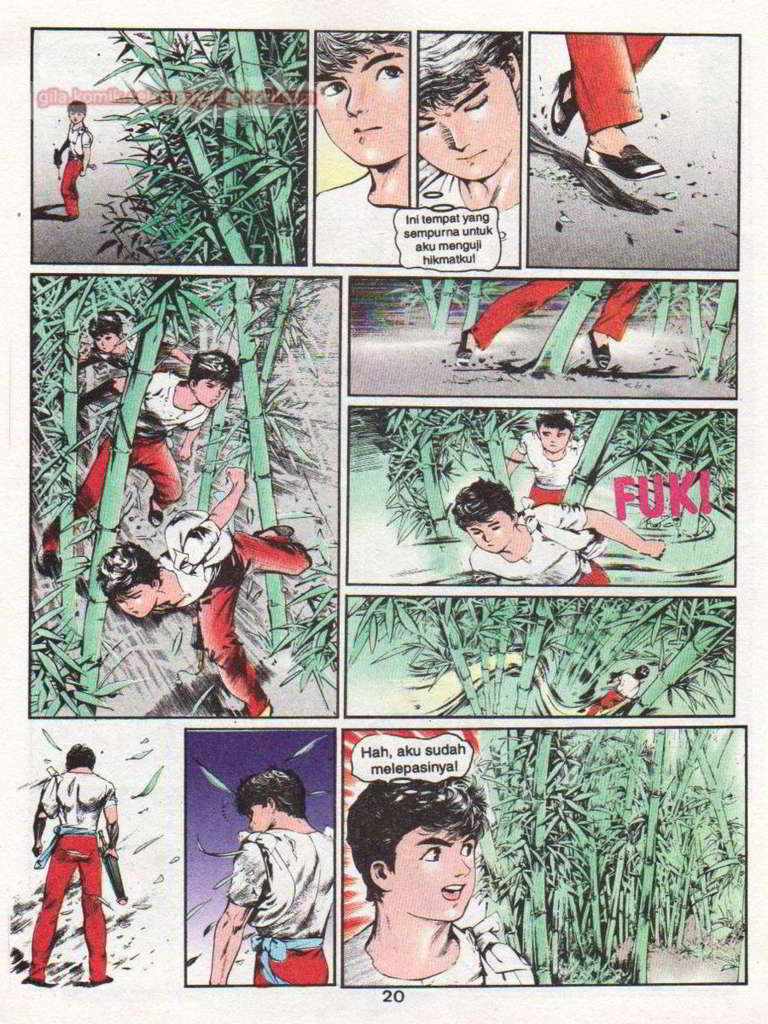 Ini tempat yang
sempurna untuk
aku menguji
hikmatku!
FUK!
Hah, aku sudah
melepasinya!
20